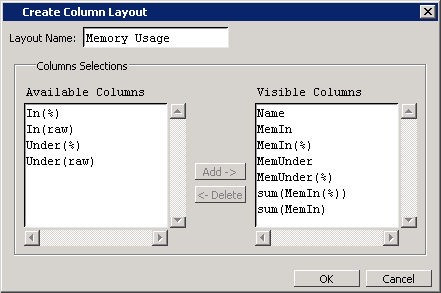 Create Column Layout
Layout Name: Memory Usage
Columns Selections
Available Columns
In(%)
In(raw)
Under(%)
Under(raw)
Add ->
<- Delete
Visible Columns
Name
MemIn
MemIn(%)
MemUnder
MemUnder(%)
sum(MemIn(%))
sum(MemIn)
OK
Cancel